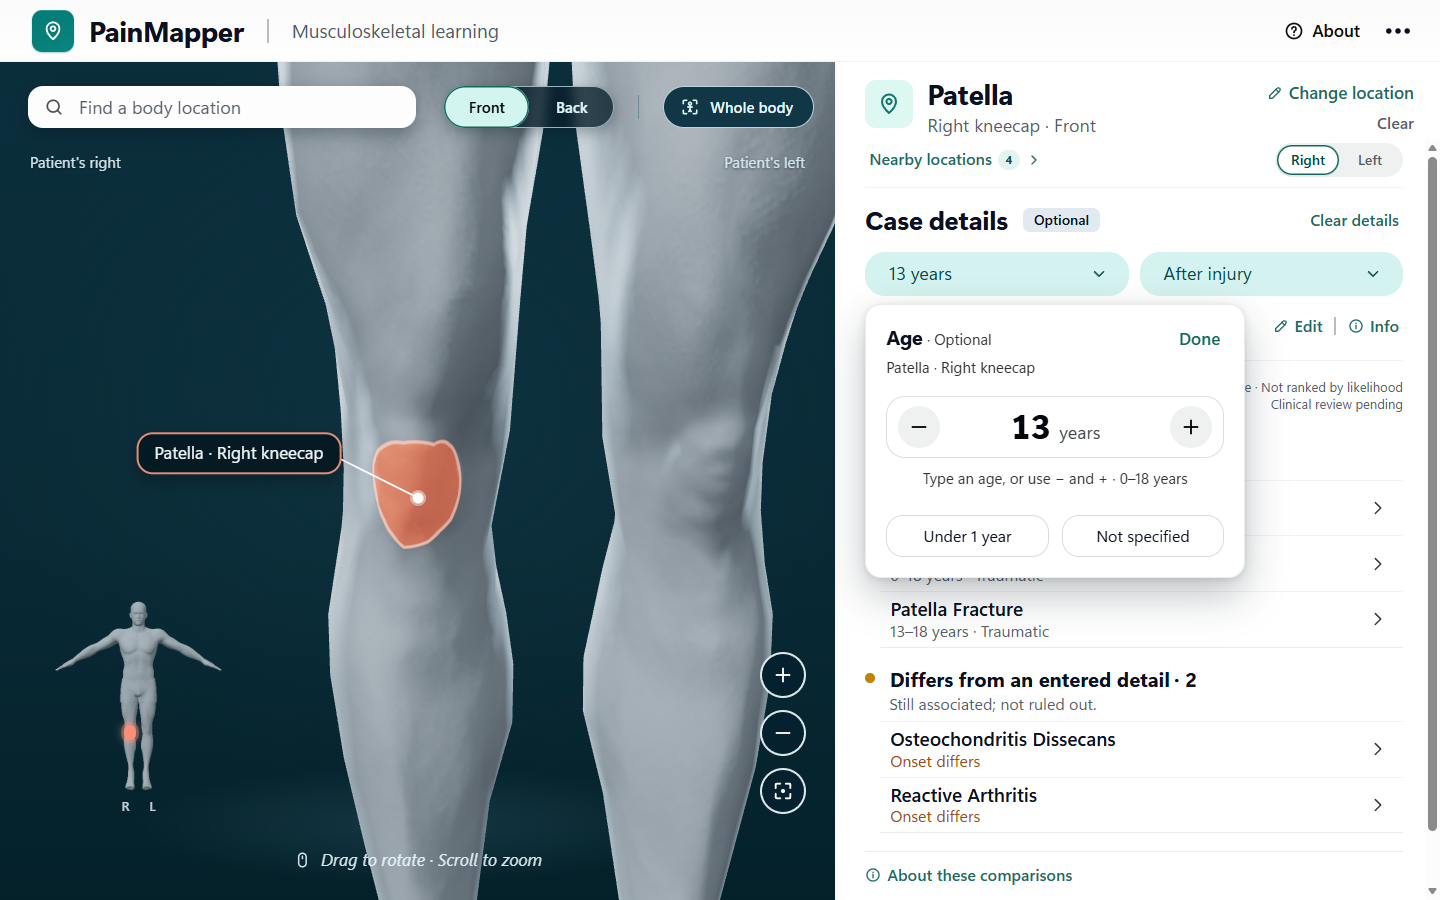 PainMapper
Musculoskeletal learning
About
Find a body location
Front
Back
Whole body
Patient's right
Patient's left
Patella · Right kneecap
R L
Drag to rotate · Scroll to zoom
Patella
Right kneecap · Front
Change location
Clear
Nearby locations 4
Right
Left
Case details
Optional
Clear details
13 years
After injury
Edit
Info
Age · Optional
Done
Patella · Right kneecap
13 years
Type an age, or use − and + · 0–18 years
Under 1 year
Not specified
· Not ranked by likelihood
Clinical review pending
0–18 years · Traumatic
Patella Fracture
13–18 years · Traumatic
Differs from an entered detail · 2
Still associated; not ruled out.
Osteochondritis Dissecans
Onset differs
Reactive Arthritis
Onset differs
About these comparisons